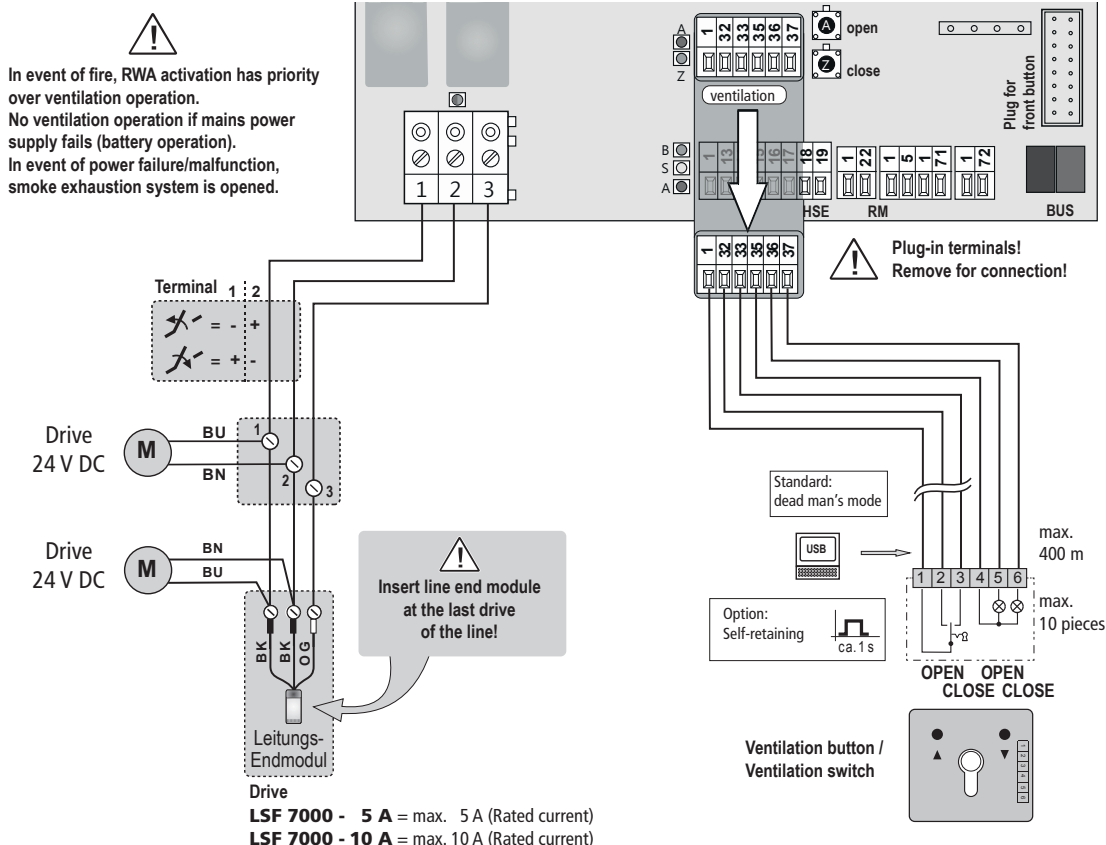 In event of fire, RWA activation has priority
over ventilation operation.
No ventilation operation if mains power
supply fails (battery operation).
In event of power failure/malfunction,
smoke exhaustion system is opened.
1 2 3
A
Z
1 32 33 35 36 37
A open
Z close
ventilation
Plug for
front button
B
S
A
1 13 15 16 17 18 19
1 22
1 5 1 71
1 72
HSE
RM
BUS
1 32 33 35 36 37
Plug-in terminals!
Remove for connection!
Terminal 1 2
= - +
= + -
Drive
24 V DC
M
BU
BN
1
2
3
Drive
24 V DC
M
BN
BU
BK
BK
OG
Leitungs-
Endmodul
Insert line end module
at the last drive
of the line!
Drive
LSF 7000 - 5 A = max. 5 A (Rated current)
LSF 7000 - 10 A = max. 10 A (Rated current)
Standard:
dead man's mode
USB
Option:
Self-retaining
ca. 1 s
max.
400 m
1 2 3 4 5 6
max.
10 pieces
OPEN OPEN
CLOSE CLOSE
Ventilation button /
Ventilation switch
1
2
3
4
5
6